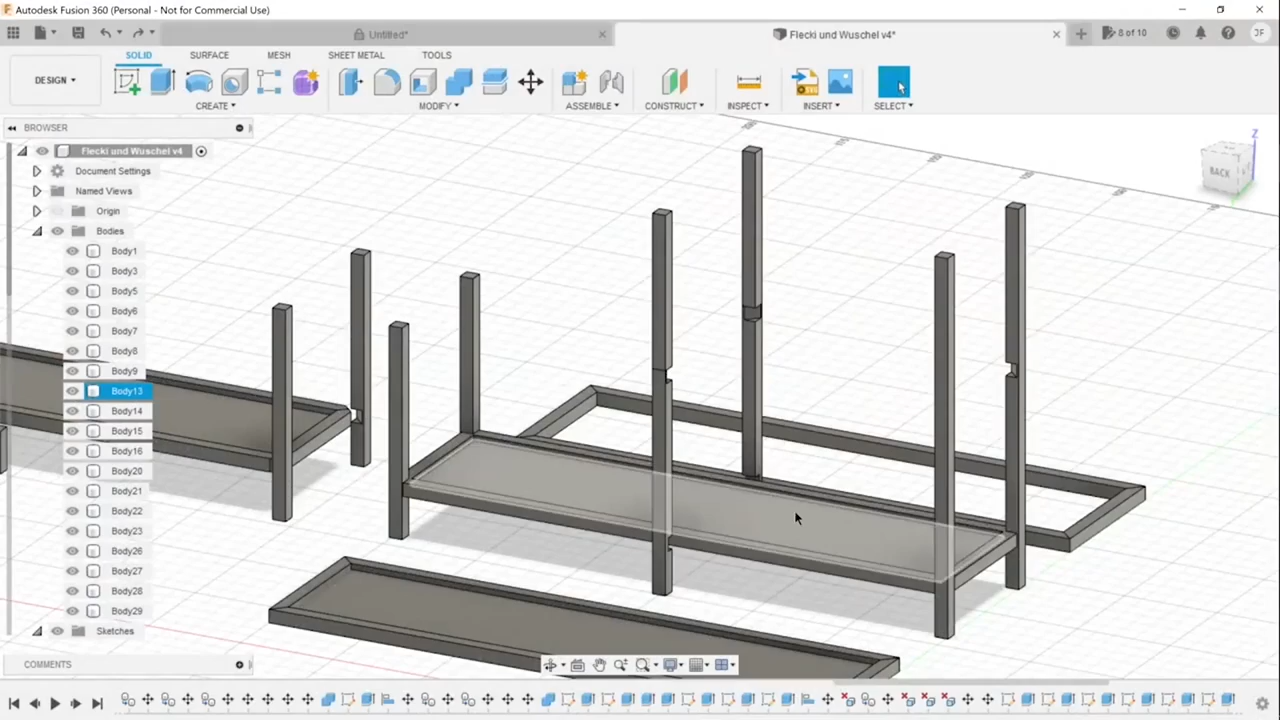 Autodesk Fusion 360 (Personal - Not for Commercial Use)
Untitled*
Flecki und Wuschel v4*
8 of 10
JF
DESIGN
SOLID
SURFACE
MESH
SHEET METAL
TOOLS
CREATE
MODIFY
ASSEMBLE
CONSTRUCT
INSPECT
INSERT
SELECT
BROWSER
Flecki und Wuschel v4
Document Settings
Named Views
Origin
Bodies
Body1
Body3
Body5
Body6
Body7
Body8
Body9
Body13
Body14
Body15
Body16
Body20
Body21
Body22
Body23
Body26
Body27
Body28
Body29
Sketches
COMMENTS
BACK
Z